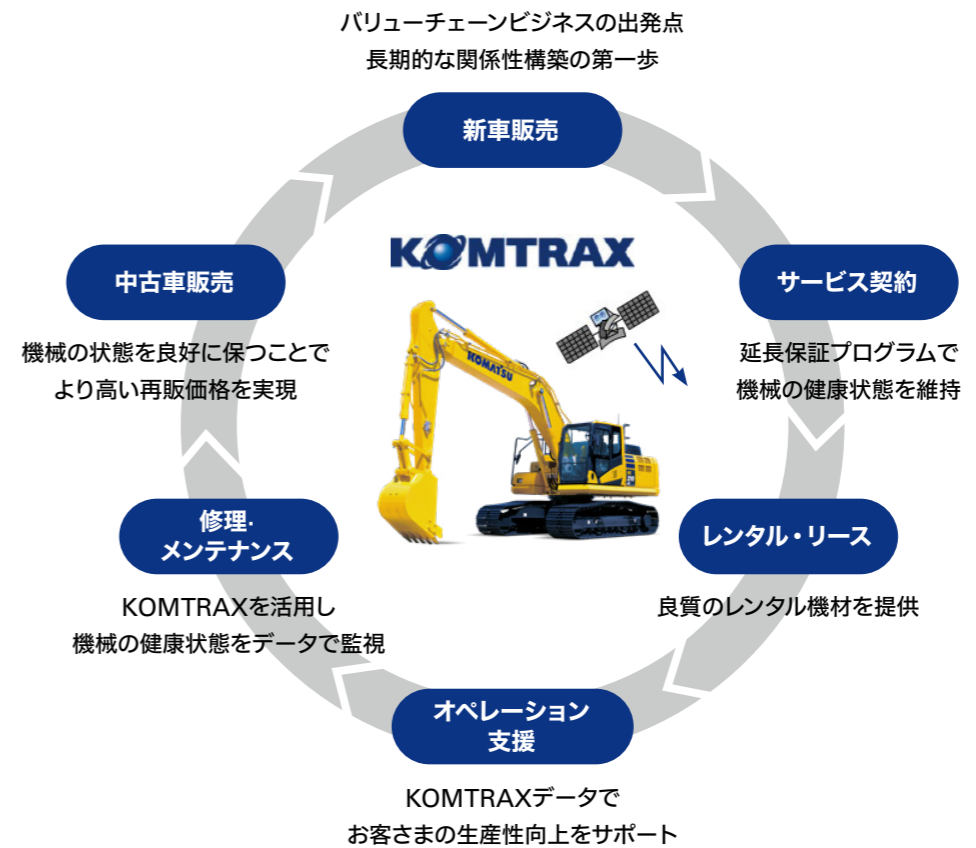 バリューチェーンビジネスの出発点
長期的な関係性構築の第一歩
新車販売
KOMTRAX
中古車販売
機械の状態を良好に保つことで
より高い再販価格を実現
サービス契約
延長保証プログラムで
機械の健康状態を維持
KOMATSU
修理・
メンテナンス
KOMTRAXを活用し
機械の健康状態をデータで監視
レンタル・リース
良質のレンタル機材を提供
オペレーション
支援
KOMTRAXデータで
お客さまの生産性向上をサポート